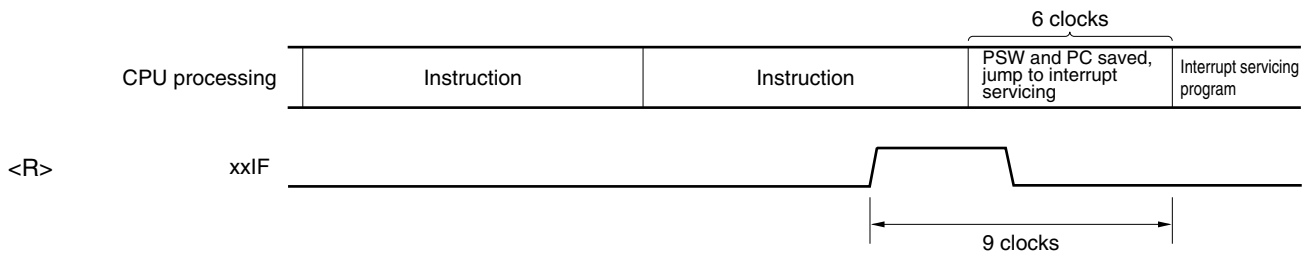 6 clocks
CPU processing
Instruction
Instruction
PSW and PC saved,
jump to interrupt
servicing
Interrupt servicing
program
<R>
xxIF
9 clocks